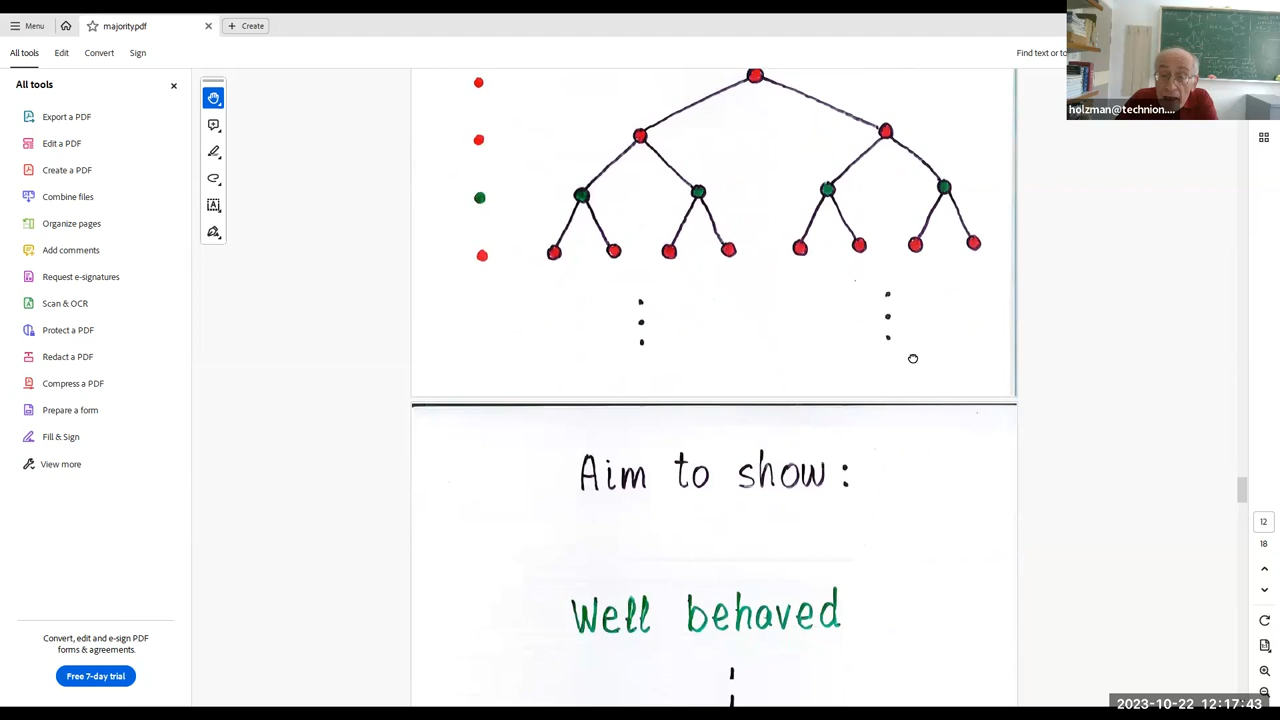 Menu
majority.pdf
Create
All tools
Edit
Convert
Sign
Find text or to
holzman@technion....
All tools
Export a PDF
Edit a PDF
Create a PDF
Combine files
Organize pages
Add comments
Request e-signatures
Scan & OCR
Protect a PDF
Redact a PDF
Compress a PDF
Prepare a form
Fill & Sign
View more
Convert, edit and e-sign PDF
forms & agreements.
Free 7-day trial
Aim to show:
Well behaved
12
18
2023-10-22 12:17:43